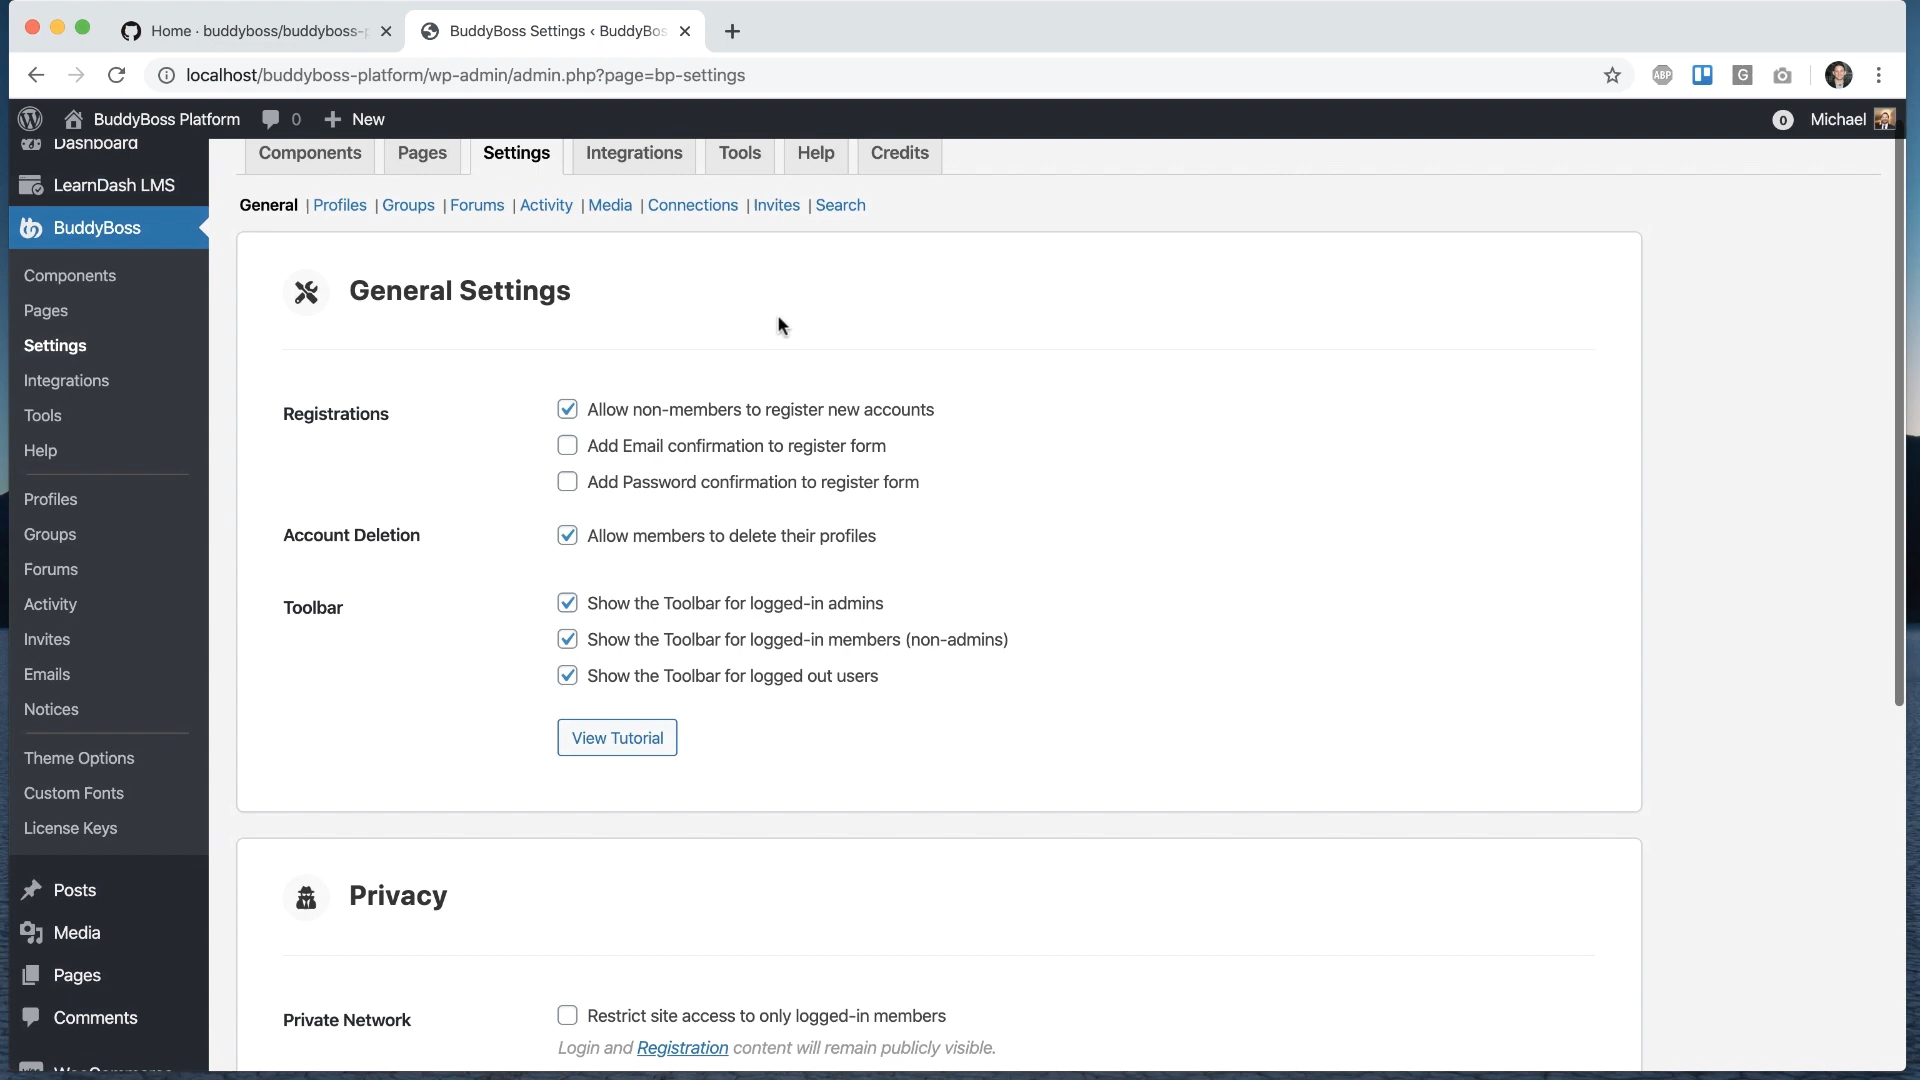 Home · buddyboss/buddyboss-p
BuddyBoss Settings ‹ BuddyBos
localhost/buddyboss-platform/wp-admin/admin.php?page=bp-settings
ABP
G
BuddyBoss Platform
0
New
0
Michael
Dashboard
LearnDash LMS
BuddyBoss
Components
Pages
Settings
Integrations
Tools
Help
Profiles
Groups
Forums
Activity
Invites
Emails
Notices
Theme Options
Custom Fonts
License Keys
Posts
Media
Pages
Comments
Components
Pages
Settings
Integrations
Tools
Help
Credits
General | Profiles | Groups | Forums | Activity | Media | Connections | Invites | Search
General Settings
Registrations
Allow non-members to register new accounts
Add Email confirmation to register form
Add Password confirmation to register form
Account Deletion
Allow members to delete their profiles
Toolbar
Show the Toolbar for logged-in admins
Show the Toolbar for logged-in members (non-admins)
Show the Toolbar for logged out users
View Tutorial
Privacy
Private Network
Restrict site access to only logged-in members
Login and Registration content will remain publicly visible.